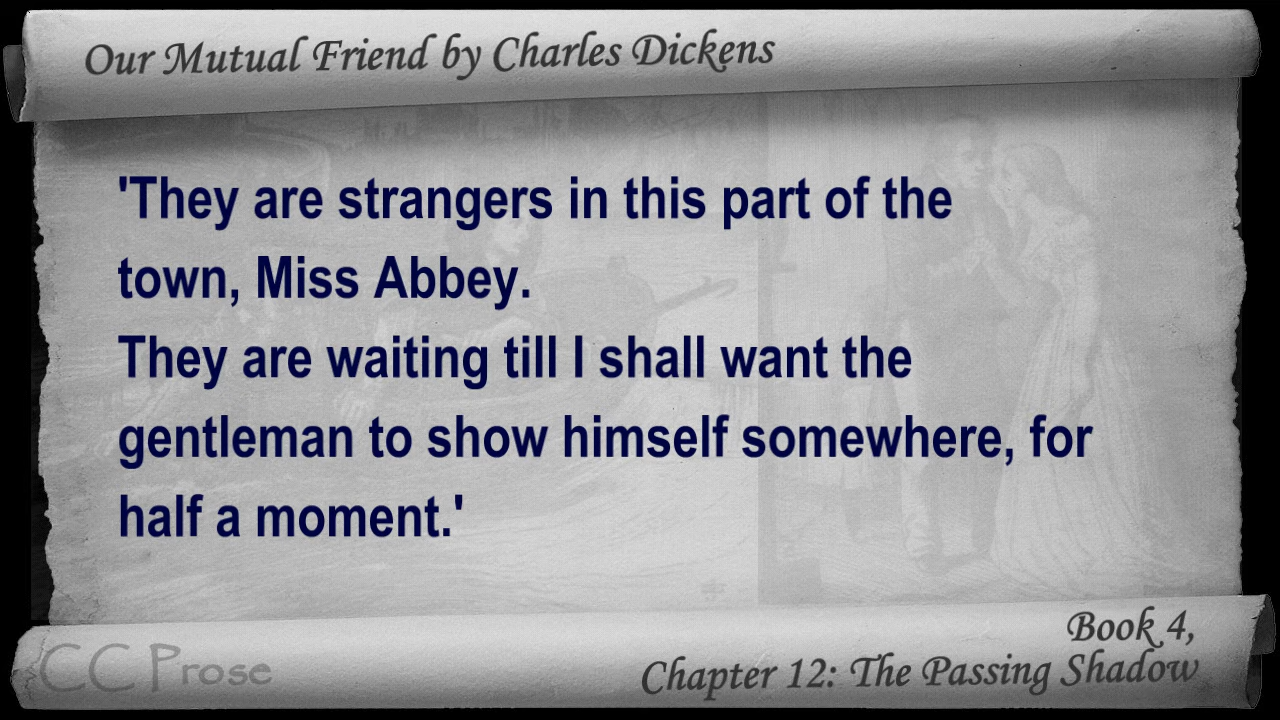 Our Mutual Friend by Charles Dickens
'They are strangers in this part of the
town, Miss Abbey.
They are waiting till I shall want the
gentleman to show himself somewhere, for
half a moment.'
Book 4,
Chapter 12: The Passing Shadow
CC Prose